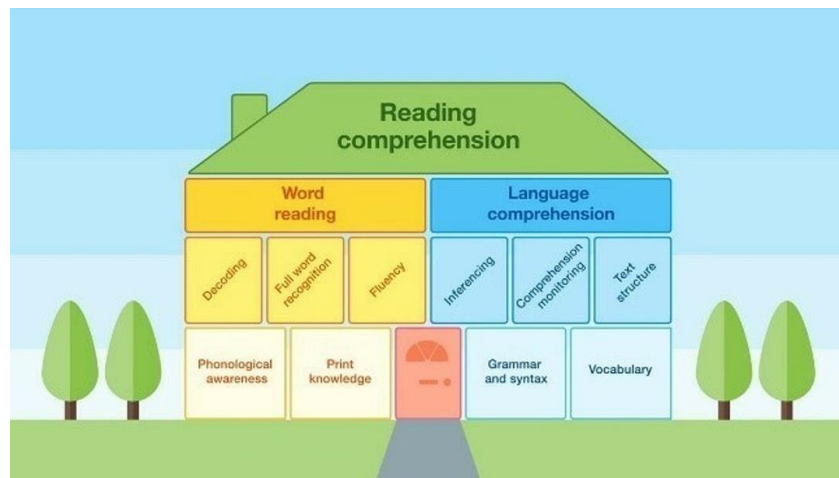 Reading
comprehension
Word
reading
Language
comprehension
Decoding
Full word
recognition
Fluency
Inferencing
Comprehension
monitoring
Text
structure
Phonological
awareness
Print
knowledge
Grammar
and syntax
Vocabulary